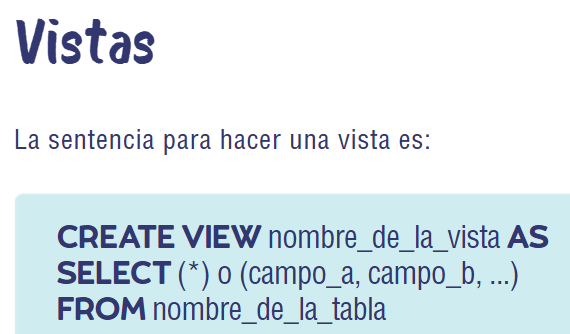 Vistas
La sentencia para hacer una vista es:
CREATE VIEW nombre_de_la_vista AS
SELECT (*) o (campo_a, campo_b, ...)
FROM nombre_de_la_tabla